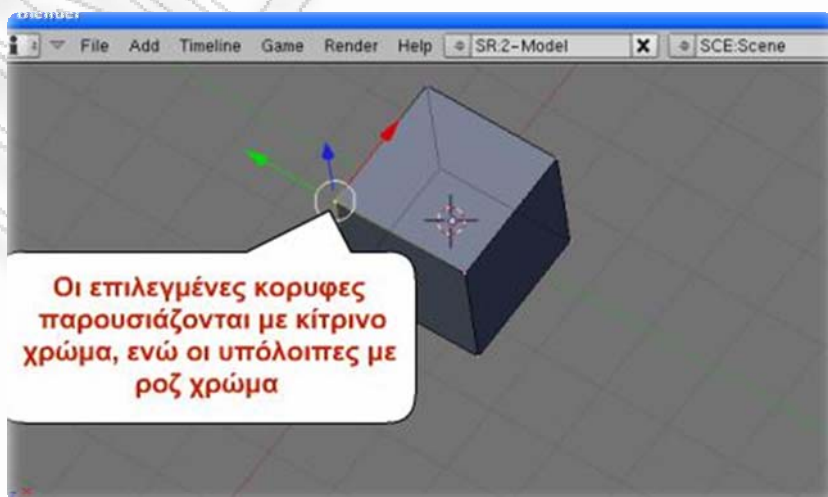 Blender
File Add Timeline Game Render Help SR:2-Model X SCE:Scene
Οι επιλεγμένες κορυφες
παρουσιάζονται με κίτρινο
χρώμα, ενώ οι υπόλοιπες με
ροζ χρώμα
x